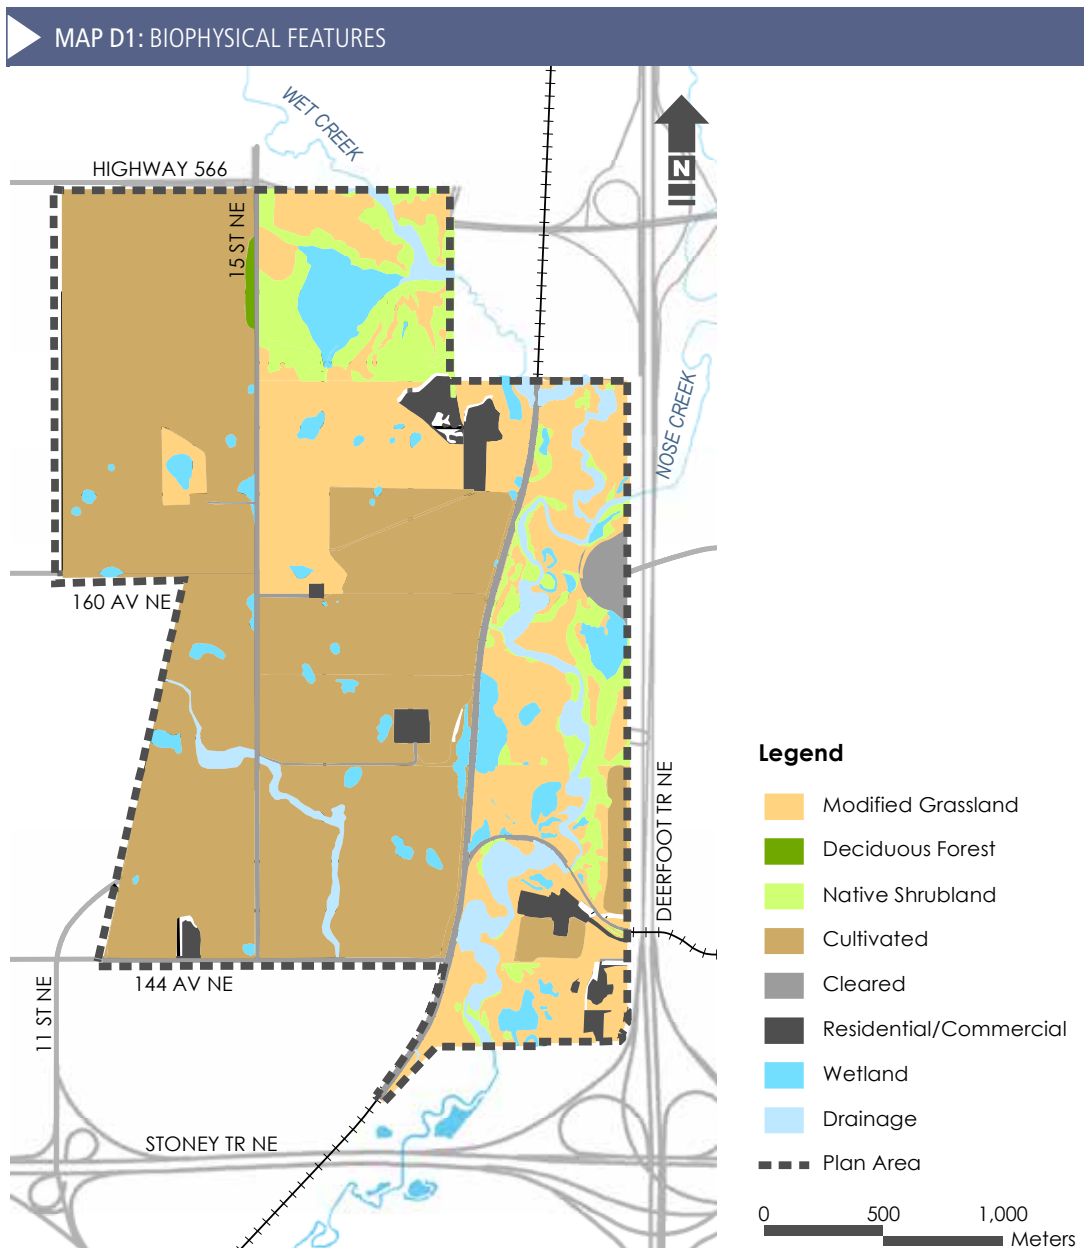 MAP D1: BIOPHYSICAL FEATURES
WET CREEK
HIGHWAY 566
N
15 ST NE
NOSE CREEK
160 AV NE
DEERFOOT TR NE
144 AV NE
11 ST NE
STONEY TR NE
Legend
Modified Grassland
Deciduous Forest
Native Shrubland
Cultivated
Cleared
Residential/Commercial
Wetland
Drainage
Plan Area
0 500 1,000
Meters